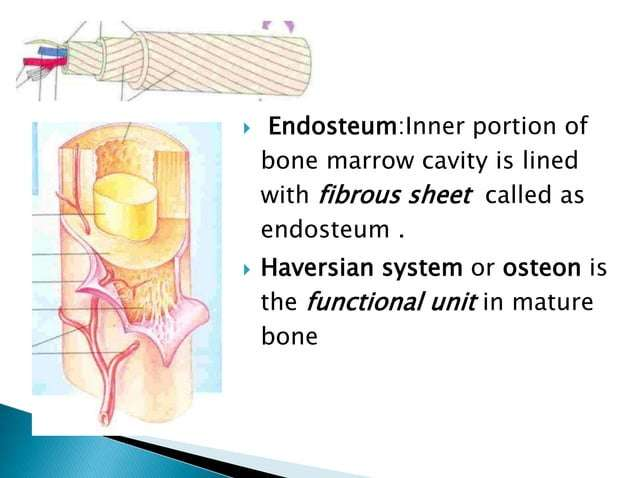 Endosteum:Inner portion of
bone marrow cavity is lined
with fibrous sheet called as
endosteum .
Haversian system or osteon is
the functional unit in mature
bone